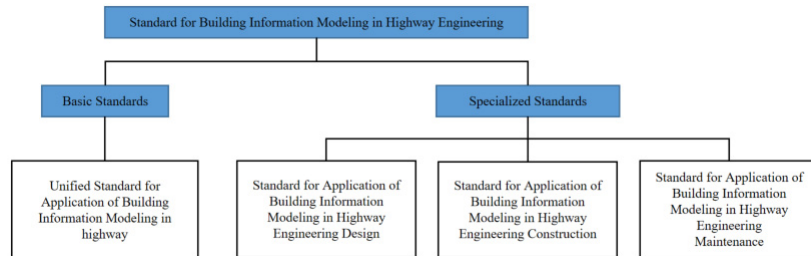 Standard for Building Information Modeling in Highway Engineering
Basic Standards
Specialized Standards
Unified Standard for
Application of Building
Information Modeling in
highway
Standard for Application of
Building Information
Modeling in Highway
Engineering Design
Standard for Application of
Building Information
Modeling in Highway
Engineering Construction
Standard for Application of
Building Information
Modeling in Highway
Engineering
Maintenance